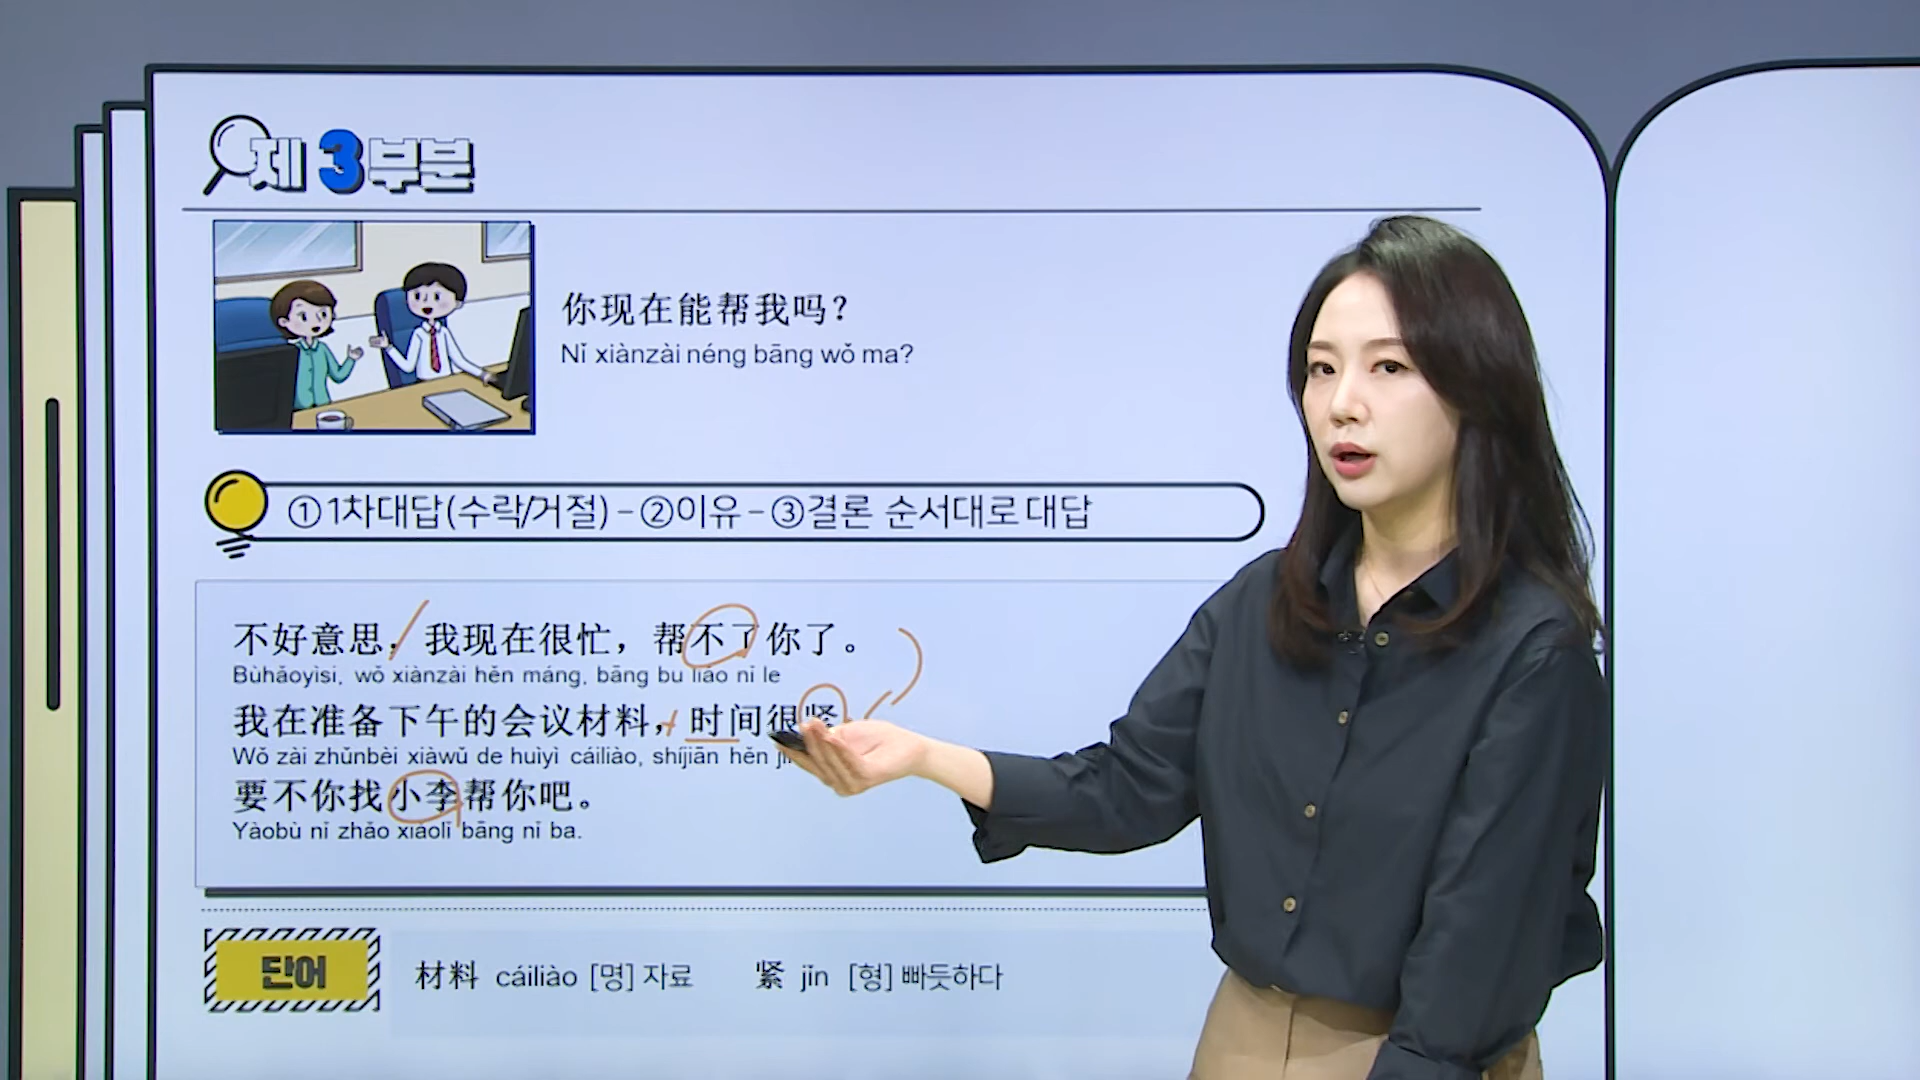 제 3 부분
你现在能帮我吗?
Nǐ xiànzài néng bāng wǒ ma?
①1차대답(수락/거절) - ②이유 - ③결론 순서대로 대답
不好意思，我现在很忙，帮不了你了。
Bùhǎoyìsi, wǒ xiànzài hěn máng, bāng bu liǎo nǐ le
我在准备下午的会议材料，时间很紧
Wǒ zài zhǔnbèi xiàwǔ de huìyì cáiliào, shíjiān hěn
要不你找小李帮你吧。
Yàobù nǐ zhǎo xiǎolǐ bāng nǐ ba.
단어
材料 cáiliào [명] 자료 紧 jǐn [형] 빠듯하다